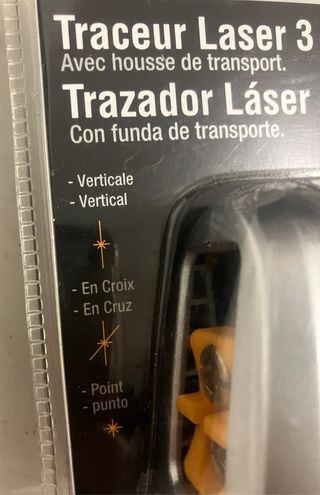 Traceur Laser 3
Avec housse de transport.
Trazador Láser
Con funda de transporte.
- Verticale
- Vertical
- En Croix
- En Cruz
- Point
- punto